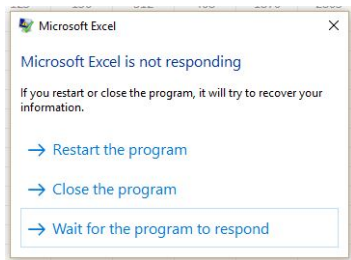 Microsoft Excel
Microsoft Excel is not responding
If you restart or close the program, it will try to recover your
information.
→ Restart the program
→ Close the program
→ Wait for the program to respond